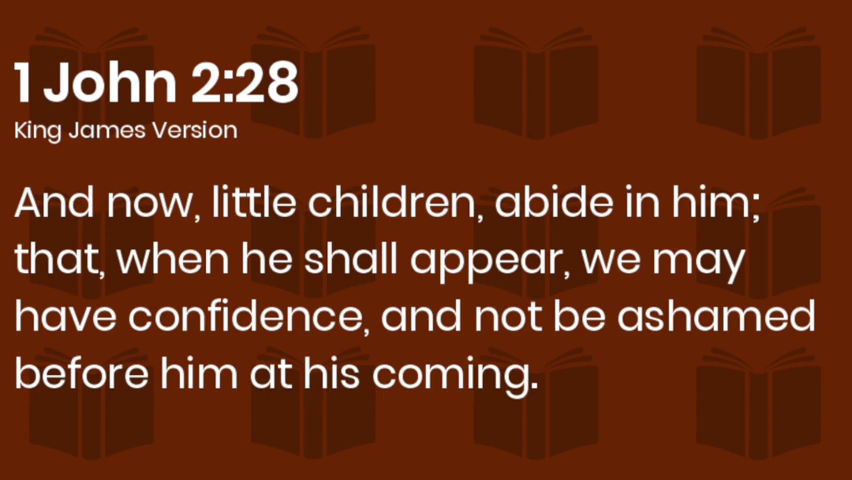 1 John 2:28
King James Version
And now, little children, abide in him;
that, when he shall appear, we may
have confidence, and not be ashamed
before him at his coming.